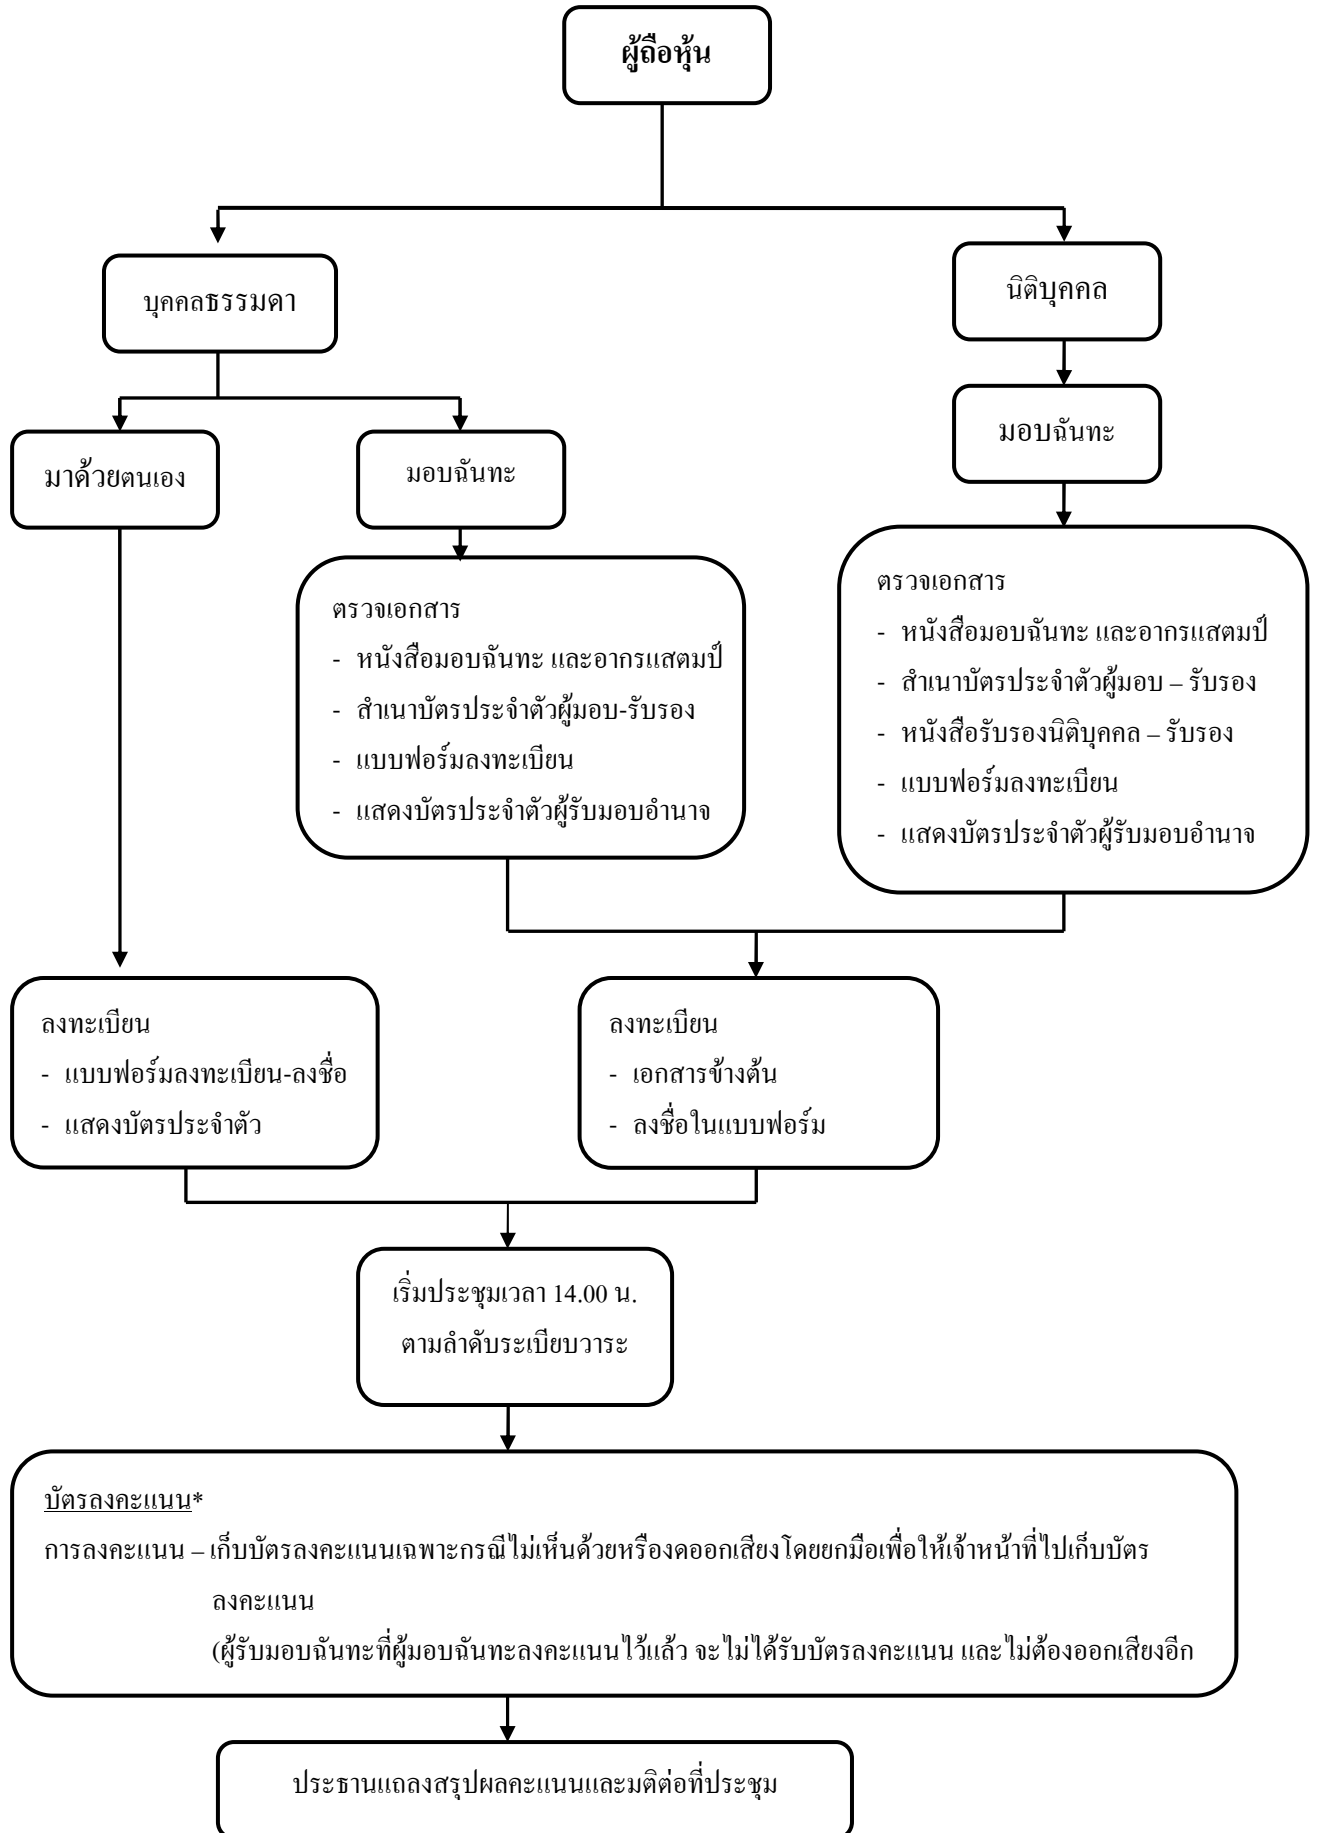 ผู้ถือหุ้น
บุคคลธรรมดา
นิติบุคคล
มาด้วยตนเอง
มอบฉันทะ
มอบฉันทะ
ตรวจเอกสาร
- หนังสือมอบฉันทะ และอากรแสตมป์
- สำเนาบัตรประจำตัวผู้มอบ-รับรอง
- แบบฟอร์มลงทะเบียน
- แสดงบัตรประจำตัวผู้รับมอบอำนาจ
ตรวจเอกสาร
- หนังสือมอบฉันทะ และอากรแสตมป์
- สำเนาบัตรประจำตัวผู้มอบ – รับรอง
- หนังสือรับรองนิติบุคคล – รับรอง
- แบบฟอร์มลงทะเบียน
- แสดงบัตรประจำตัวผู้รับมอบอำนาจ
ลงทะเบียน
- แบบฟอร์มลงทะเบียน-ลงชื่อ
- แสดงบัตรประจำตัว
ลงทะเบียน
- เอกสารข้างต้น
- ลงชื่อในแบบฟอร์ม
เริ่มประชุมเวลา 14.00 น.
ตามลำดับระเบียบวาระ
บัตรลงคะแนน*
การลงคะแนน – เก็บบัตรลงคะแนนเฉพาะกรณีไม่เห็นด้วยหรืองดออกเสียงโดยยกมือเพื่อให้เจ้าหน้าที่ไปเก็บบัตร
ลงคะแนน
(ผู้รับมอบฉันทะที่ผู้มอบฉันทะลงคะแนนไว้แล้ว จะไม่ได้รับบัตรลงคะแนน และไม่ต้องออกเสียงอีก
ประธานแถลงสรุปผลคะแนนและมติต่อที่ประชุม